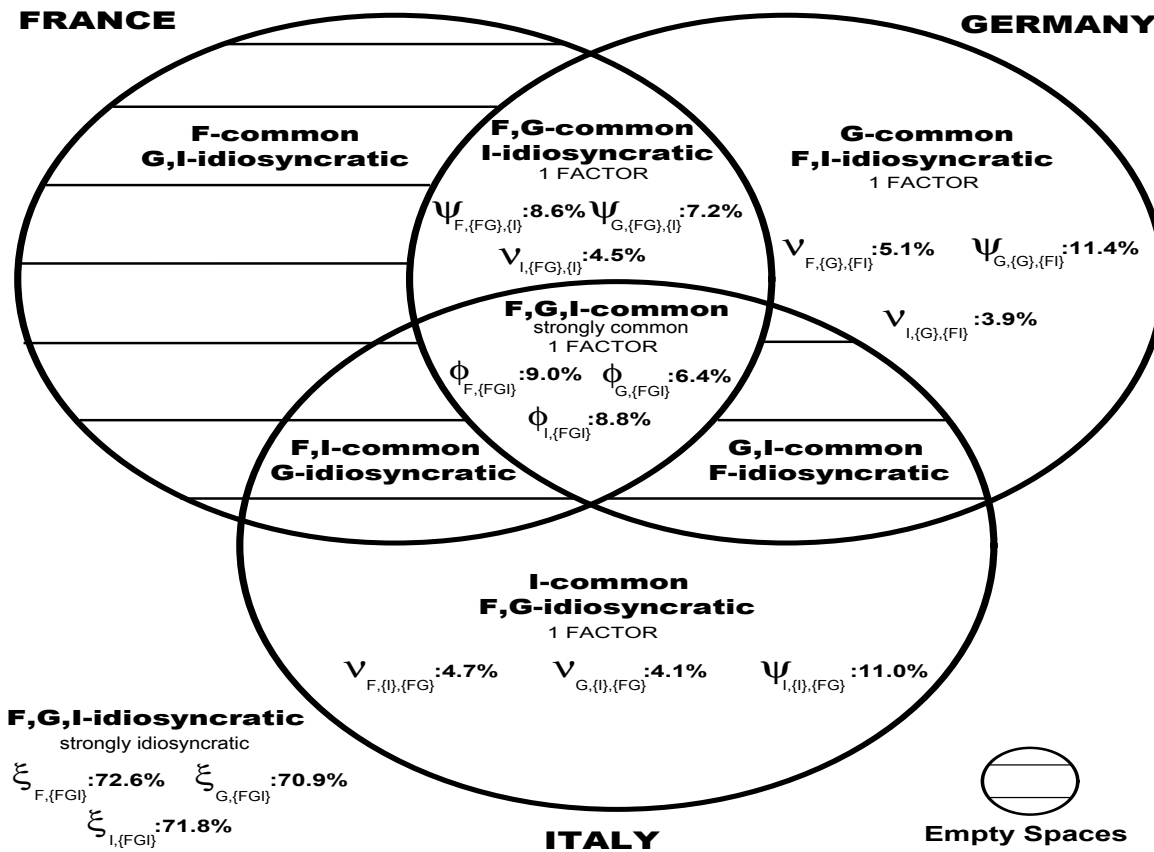 FRANCE
GERMANY
F-common
G,I-idiosyncratic
F,G-common
I-idiosyncratic
1 FACTOR
ψF,{FG},{I}:8.6% ψG,{FG},{I}:7.2%
νI,{FG},{I}:4.5%
G-common
F,I-idiosyncratic
1 FACTOR
νF,{G},{FI}:5.1% ψG,{G},{FI}:11.4%
νI,{G},{FI}:3.9%
F,G,I-common
strongly common
1 FACTOR
ϕF,{FGI}:9.0% ϕG,{FGI}:6.4%
ϕI,{FGI}:8.8%
F,I-common
G-idiosyncratic
G,I-common
F-idiosyncratic
I-common
F,G-idiosyncratic
1 FACTOR
νF,{I},{FG}:4.7% νG,{I},{FG}:4.1% ψI,{I},{FG}:11.0%
F,G,I-idiosyncratic
strongly idiosyncratic
ξF,{FGI}:72.6% ξG,{FGI}:70.9%
ξI,{FGI}:71.8%
ITALY
Empty Spaces